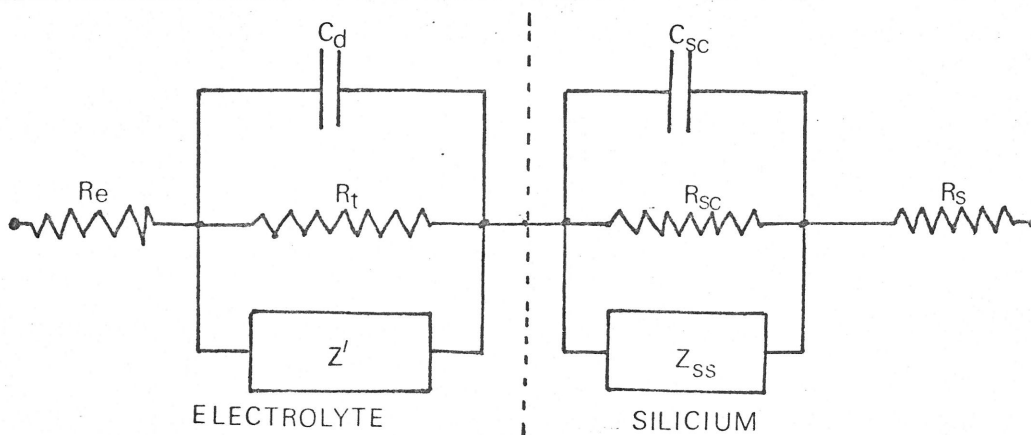 Cd
Csc
Re
Rt
Rsc
Rs
Z'
Zss
ELECTROLYTE
SILICIUM